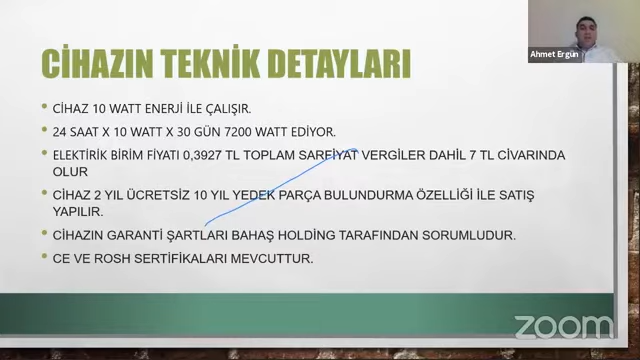 Ahmet Ergün
CİHAZIN TEKNİK DETAYLARI
CİHAZ 10 WATT ENERJİ İLE ÇALIŞIR.
24 SAAT X 10 WATT X 30 GÜN 7200 WATT EDİYOR.
ELEKTİRİK BİRİM FİYATI 0,3927 TL TOPLAM SARFİYAT VERGİLER DAHİL 7 TL CİVARINDA
OLUR
CİHAZ 2 YIL ÜCRETSİZ 10 YIL YEDEK PARÇA BULUNDURMA ÖZELLİĞİ İLE SATIŞ
YAPILIR.
CİHAZIN GARANTİ ŞARTLARI BAHAŞ HOLDİNG TARAFINDAN SORUMLUDUR.
CE VE ROSH SERTİFİKALARI MEVCUTTUR.
zoom